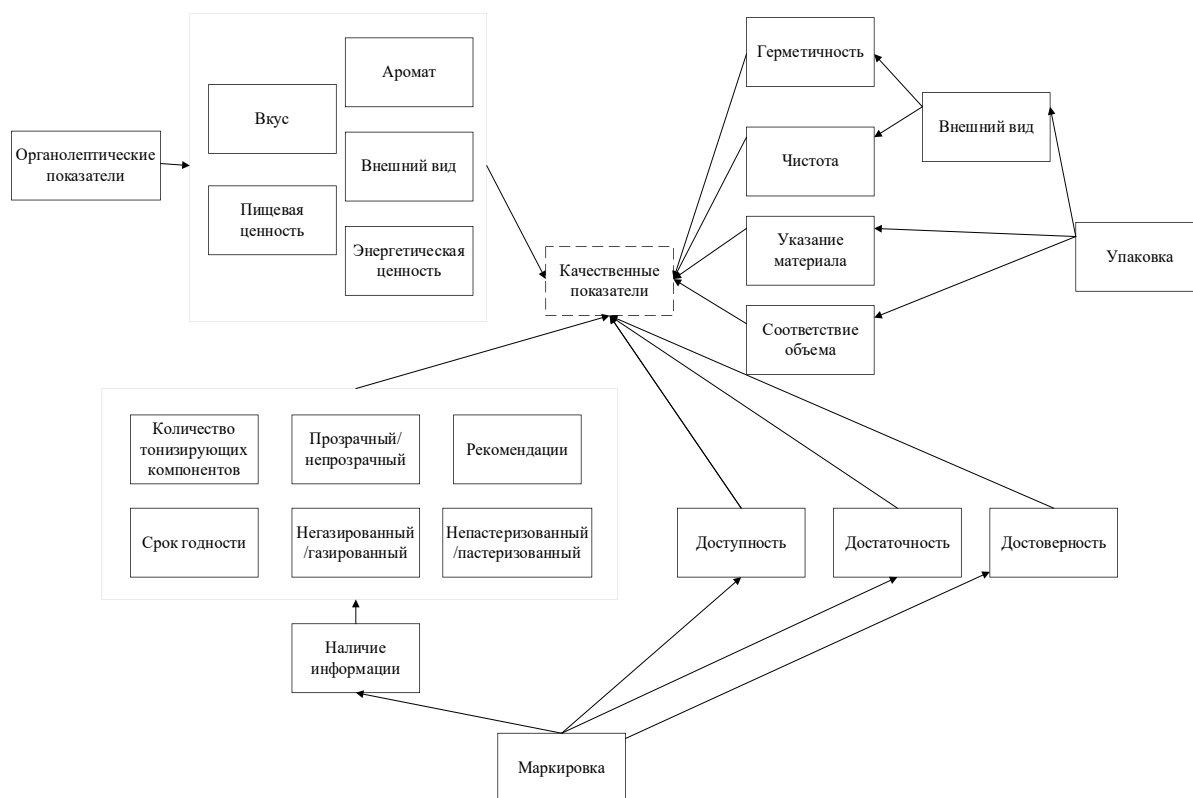 Органолептические
показатели
Аромат
Вкус
Внешний вид
Пищевая
ценность
Энергетическая
ценность
Качественные
показатели
Герметичность
Чистота
Внешний вид
Указание
материала
Соответствие
объема
Упаковка
Количество
тонизирующих
компонентов
Прозрачный/
непрозрачный
Рекомендации
Срок годности
Негазированный
/газированный
Непастеризованный
/пастеризованный
Доступность
Достаточность
Достоверность
Наличие
информации
Маркировка